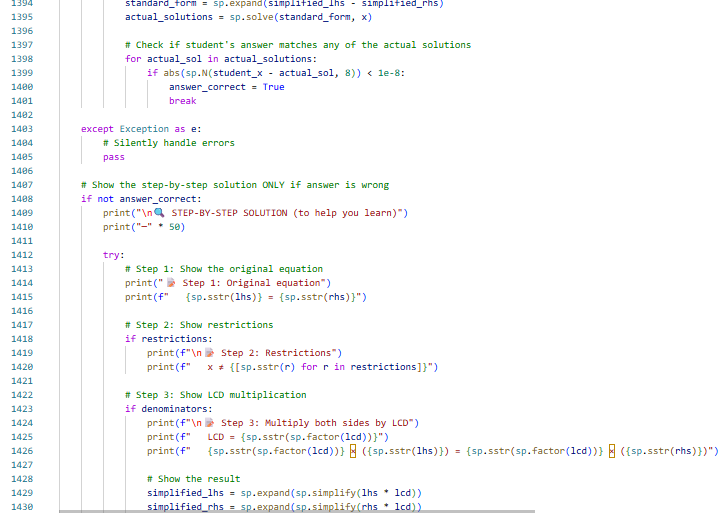 1394 standard_form = sp.expand(simplified_lhs - simplified_rhs)
1395 actual_solutions = sp.solve(standard_form, x)
1396
1397 # Check if student's answer matches any of the actual solutions
1398 for actual_sol in actual_solutions:
1399 if abs(sp.N(student_x - actual_sol, 8)) < 1e-8:
1400 answer_correct = True
1401 break
1402
1403 except Exception as e:
1404 # Silently handle errors
1405 pass
1406
1407 # Show the step-by-step solution ONLY if answer is wrong
1408 if not answer_correct:
1409 print("\n🔍 STEP-BY-STEP SOLUTION (to help you learn)")
1410 print("─" * 50)
1411
1412 try:
1413 # Step 1: Show the original equation
1414 print("📝 Step 1: Original equation")
1415 print(f"   {sp.sstr(lhs)} = {sp.sstr(rhs)}")
1416
1417 # Step 2: Show restrictions
1418 if restrictions:
1419 print(f"\n📝 Step 2: Restrictions")
1420 print(f"   x ≠ {[sp.sstr(r) for r in restrictions]}")
1421
1422 # Step 3: Show LCD multiplication
1423 if denominators:
1424 print(f"\n📝 Step 3: Multiply both sides by LCD")
1425 print(f"   LCD = {sp.sstr(sp.factor(lcd))}")
1426 print(f"   {sp.sstr(sp.factor(lcd))} × ({sp.sstr(lhs)}) = {sp.sstr(sp.factor(lcd))} × ({sp.sstr(rhs)})")
1427
1428 # Show the result
1429 simplified_lhs = sp.expand(sp.simplify(lhs * lcd))
1430 simplified_rhs = sp.expand(sp.simplify(rhs * lcd))